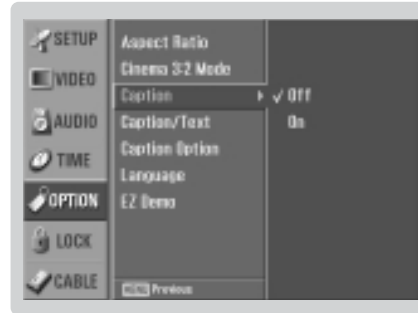 SETUP
VIDEO
AUDIO
TIME
OPTION
LOCK
CABLE
Aspect Ratio
Cinema 3:2 Mode
Caption
Caption/Text
Caption Option
Language
EZ Demo
MENU Previous
Off
On